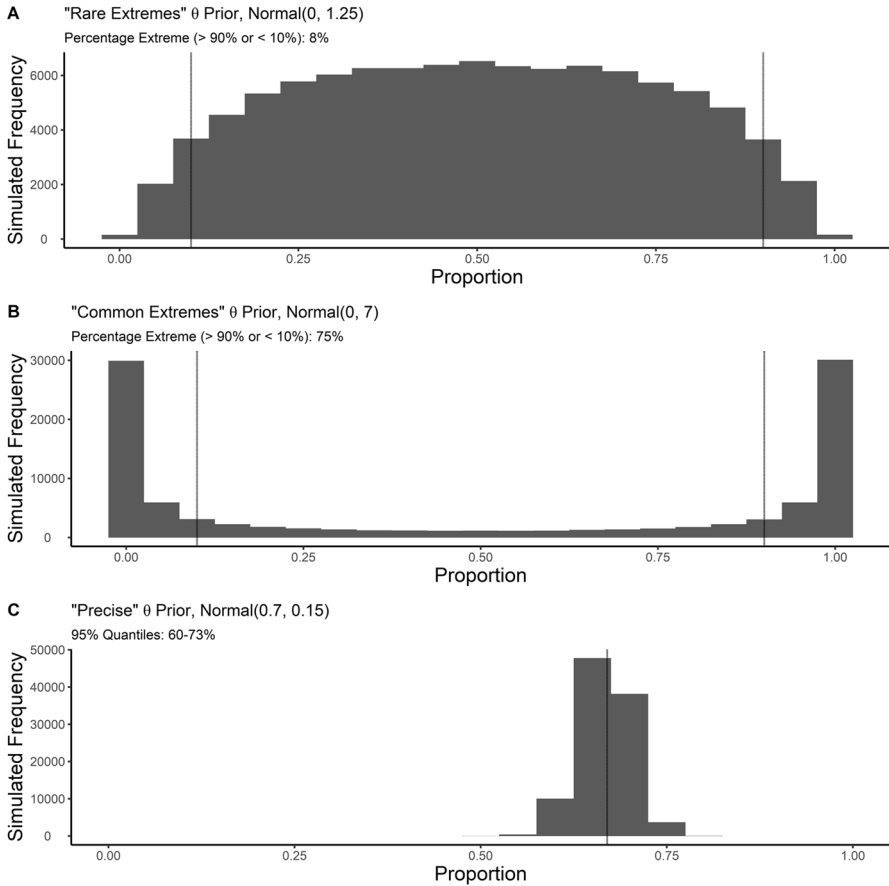 A
"Rare Extremes" θ Prior, Normal(0, 1.25)
Percentage Extreme (> 90% or < 10%): 8%
Simulated Frequency
6000
4000
2000
0
0.00 0.25 0.50 0.75 1.00
Proportion
B
"Common Extremes" θ Prior, Normal(0, 7)
Percentage Extreme (> 90% or < 10%): 75%
Simulated Frequency
30000
20000
10000
0
0.00 0.25 0.50 0.75 1.00
Proportion
C
"Precise" θ Prior, Normal(0.7, 0.15)
95% Quantiles: 60-73%
Simulated Frequency
50000
40000
30000
20000
10000
0
0.00 0.25 0.50 0.75 1.00
Proportion